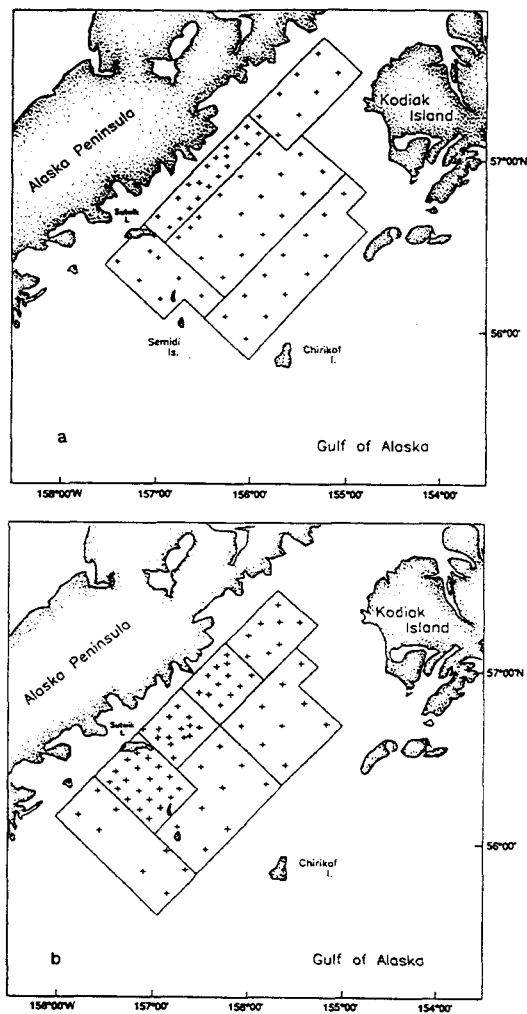 Alaska Peninsula
Kodiak
Island
57°00'N
Sutwik
I.
56°00'
Semidi
Is.
Chirikof
I.
a
Gulf of Alaska
158°00'W
157°00'
156°00'
155°00'
154°00'
Alaska Peninsula
Kodiak
Island
57°00'N
Sutwik
I.
56°00'
Chirikof
I.
b
Gulf of Alaska
158°00'W
157°00'
156°00'
155°00'
154°00'